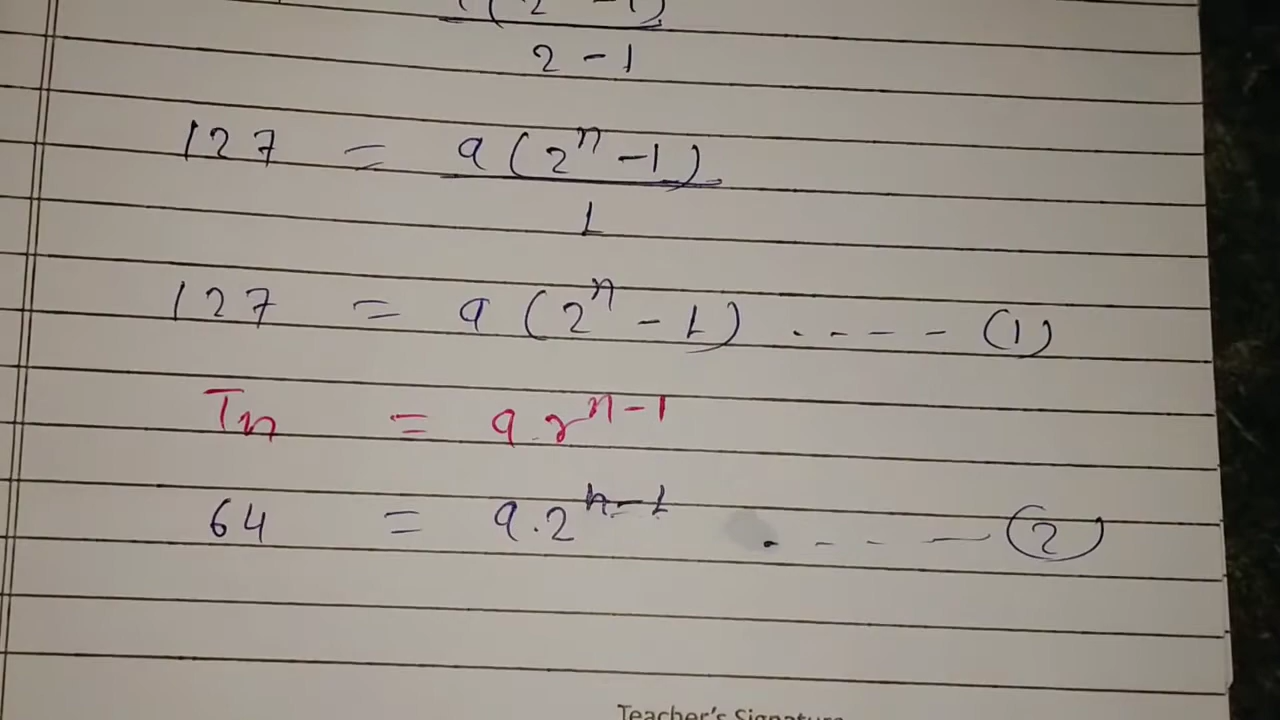 2 - 1
127 = a(2ⁿ - 1)
1
127 = a(2ⁿ - 1) ---- (1)
Tn = a.rⁿ⁻¹
64 = a.2ⁿ⁻¹ ---- (2)
Teacher's Signature